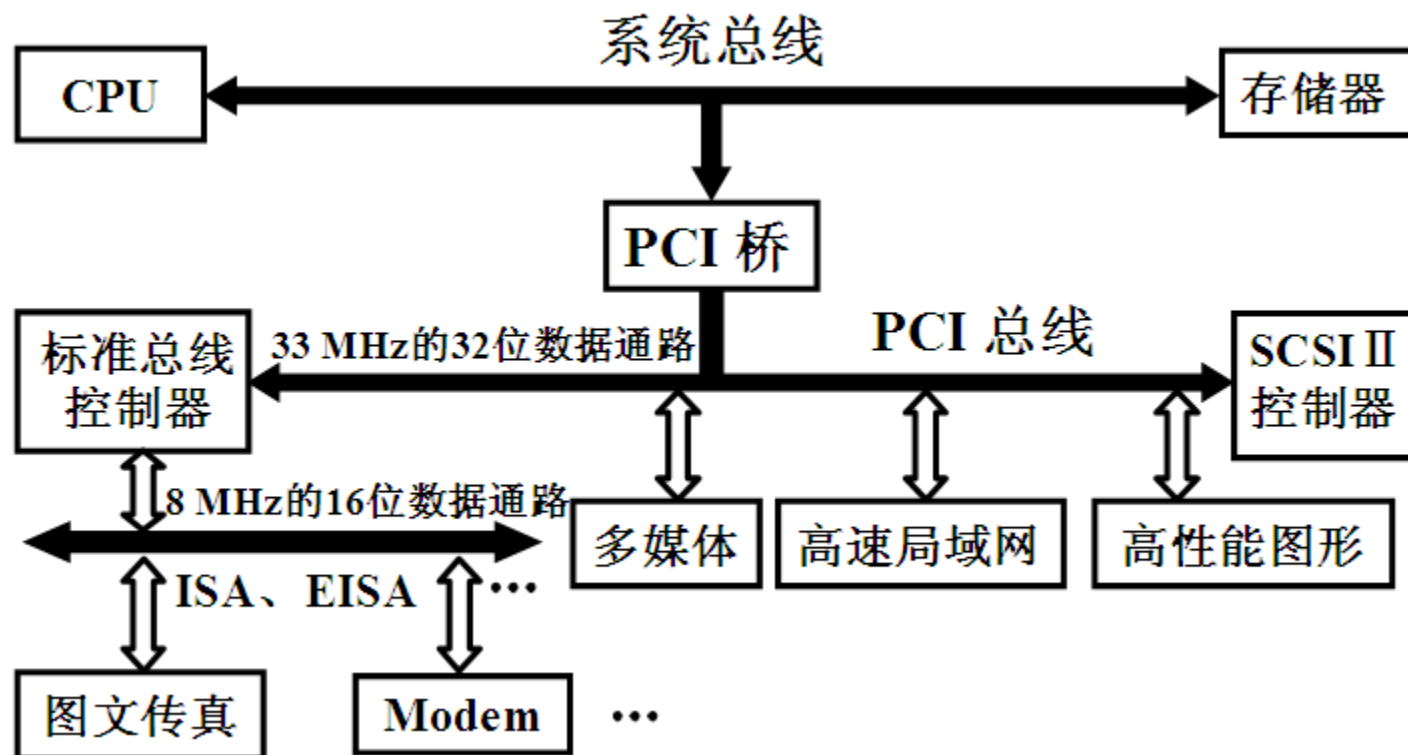 系统总线
CPU
存储器
PCI 桥
33 MHz的32位数据通路
PCI 总线
标准总线
控制器
SCSI Ⅱ
控制器
8 MHz的16位数据通路
多媒体
高速局域网
高性能图形
ISA、EISA
…
图文传真
Modem
…